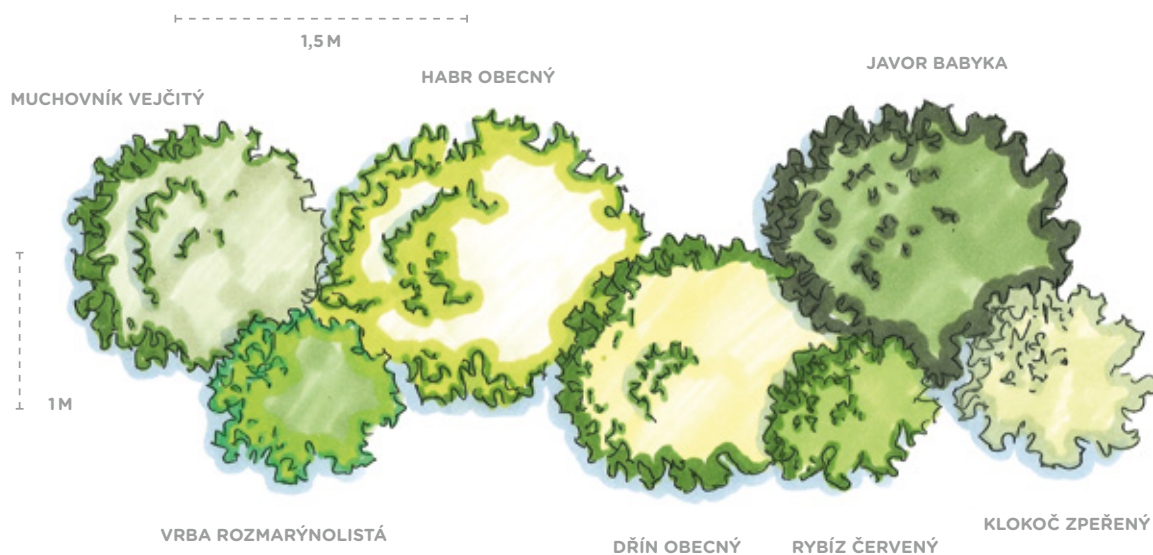 1,5 M
HABR OBECNÝ
JAVOR BABYKA
MUCHOVNÍK VEJČITÝ
1 M
VRBA ROZMARÝNOLISTÁ
DŘÍN OBECNÝ
RYBÍZ ČERVENÝ
KLOKOČ ZPEŘENÝ